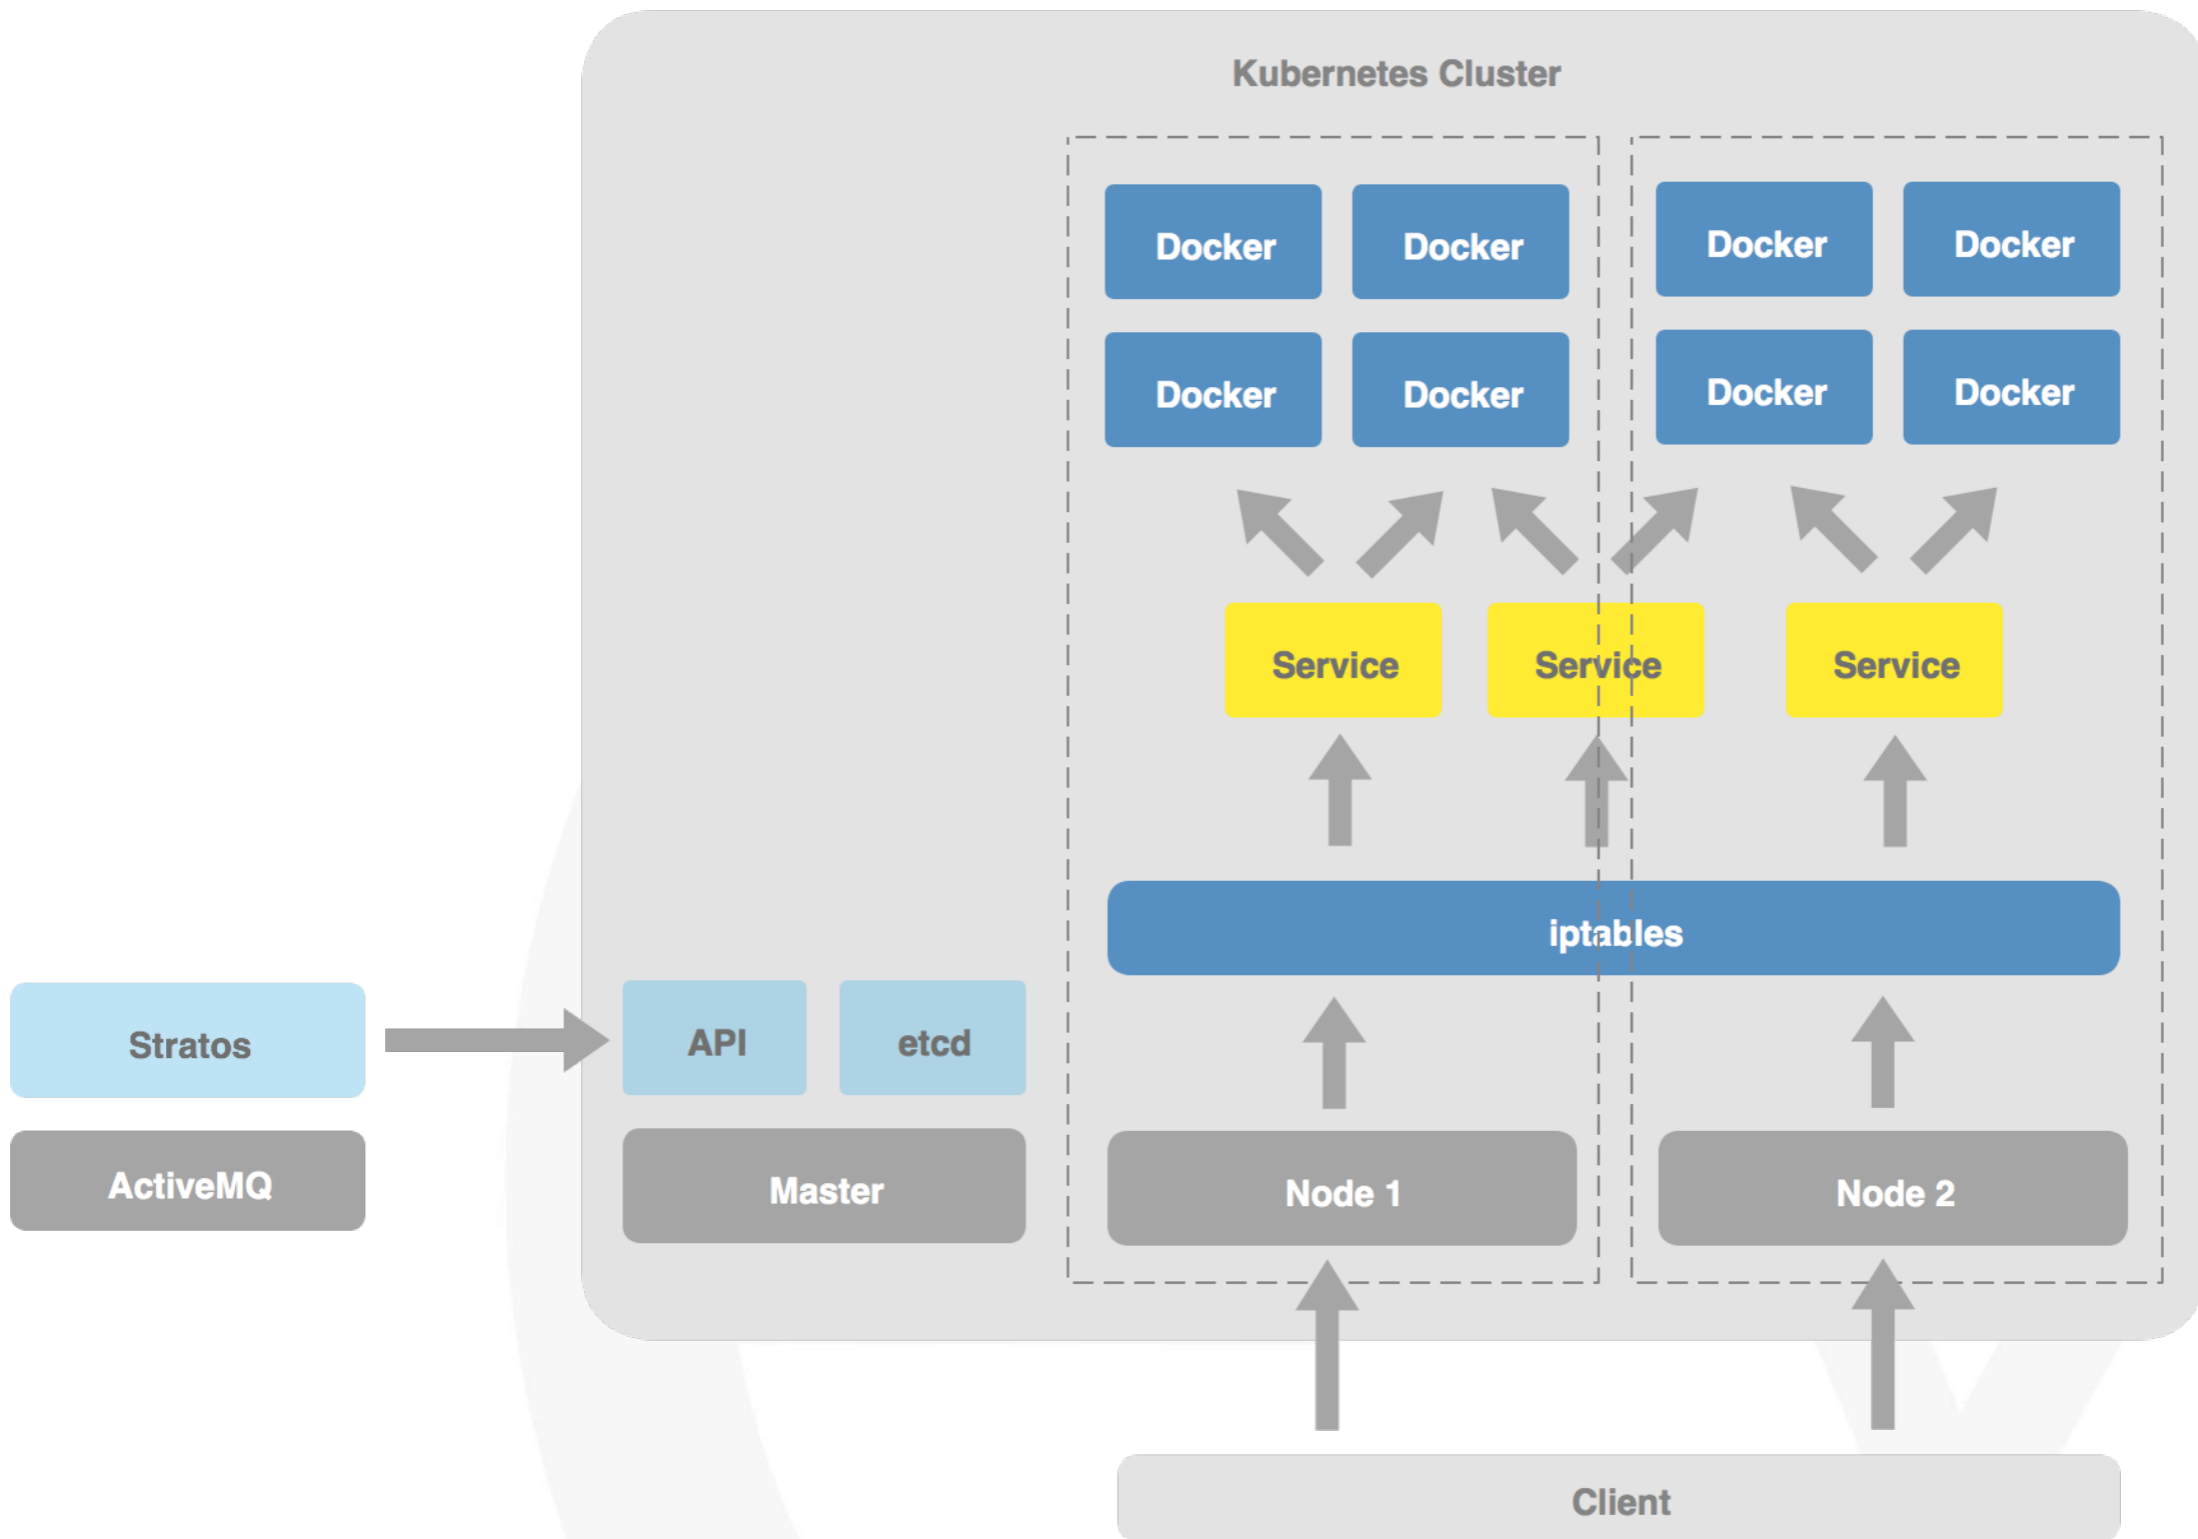 Kubernetes Cluster
Docker
Docker
Docker
Docker
Docker
Docker
Docker
Docker
Service
Service
Service
iptables
Stratos
API
etcd
ActiveMQ
Master
Node 1
Node 2
Client